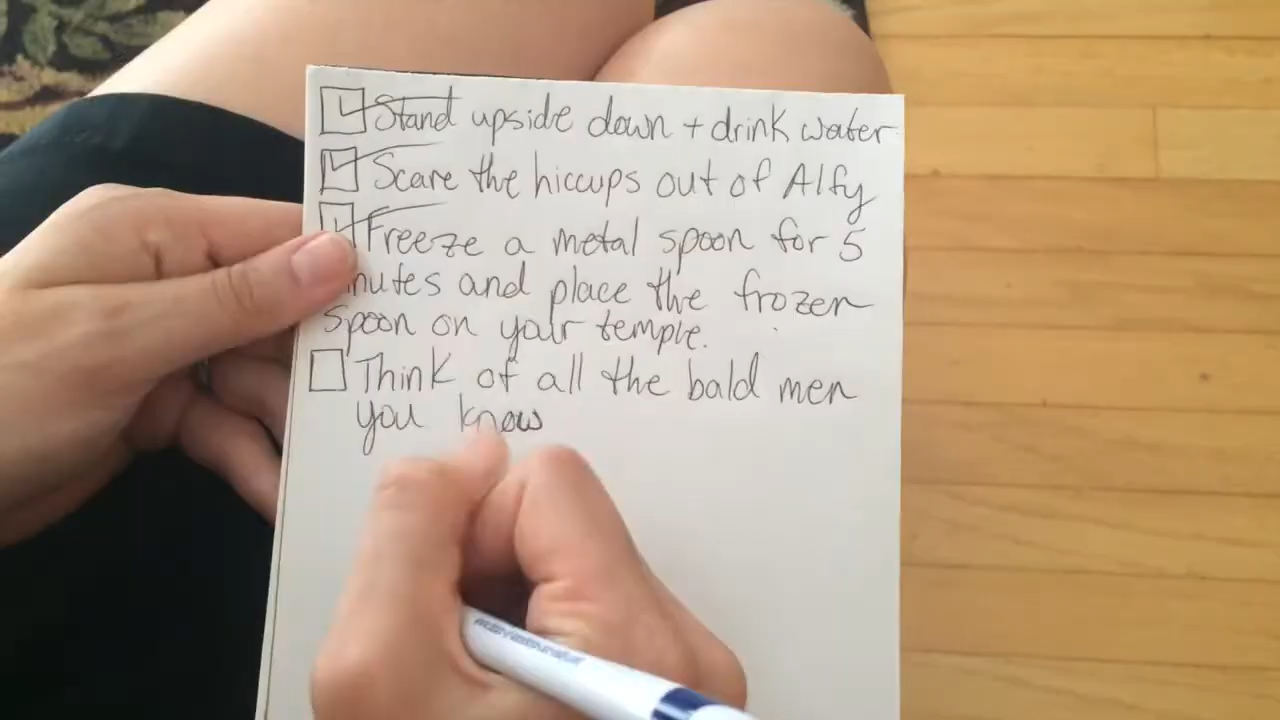 Stand upside down + drink water
Scare the hiccups out of Alfy
Freeze a metal spoon for 5
nutes and place the frozen
spoon on your temple.
Think of all the bald men
you know